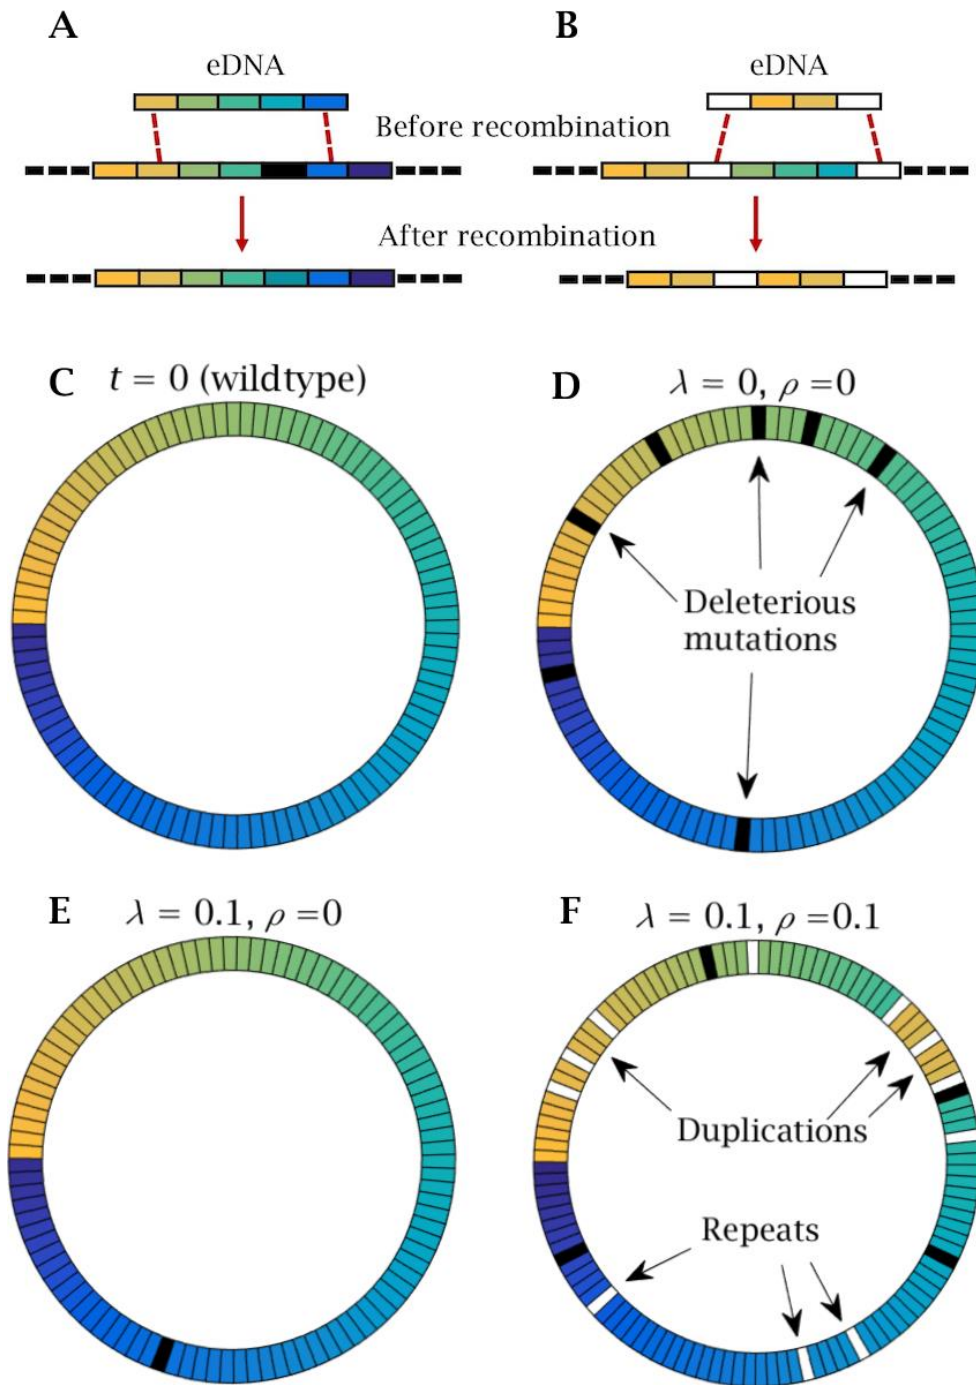 A
B
eDNA
eDNA
Before recombination
After recombination
C
t = 0 (wildtype)
D
λ = 0, ρ =0
Deleterious
mutations
E
λ = 0.1, ρ =0
F
λ = 0.1, ρ =0.1
Duplications
Repeats